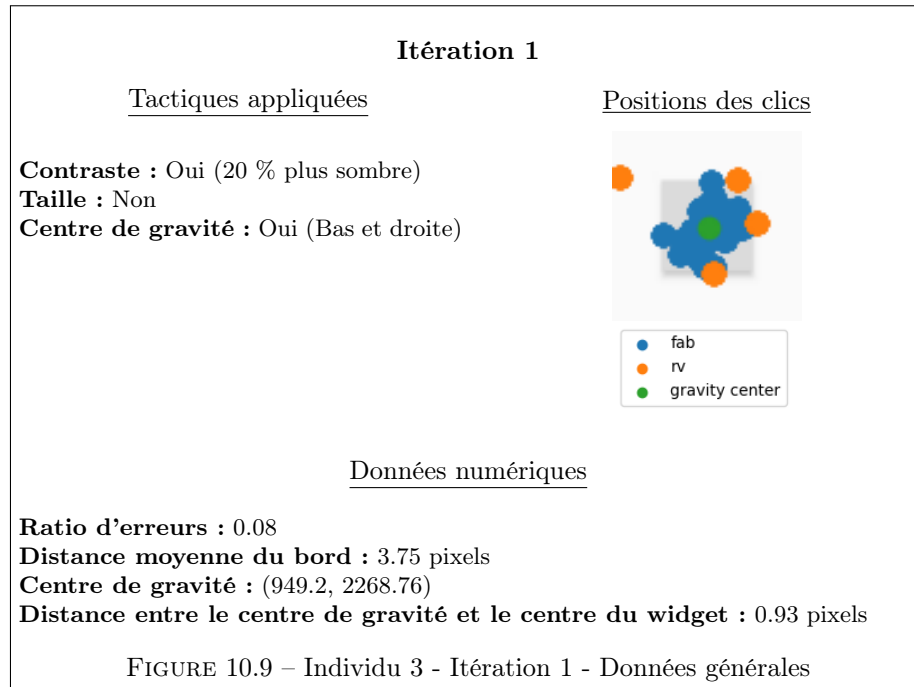 Itération 1
Tactiques appliquées
Contraste : Oui (20 % plus sombre)
Taille : Non
Centre de gravité : Oui (Bas et droite)
Positions des clics
fab
rv
gravity center
Données numériques
Ratio d'erreurs : 0.08
Distance moyenne du bord : 3.75 pixels
Centre de gravité : (949.2, 2268.76)
Distance entre le centre de gravité et le centre du widget : 0.93 pixels
FIGURE 10.9 – Individu 3 - Itération 1 - Données générales